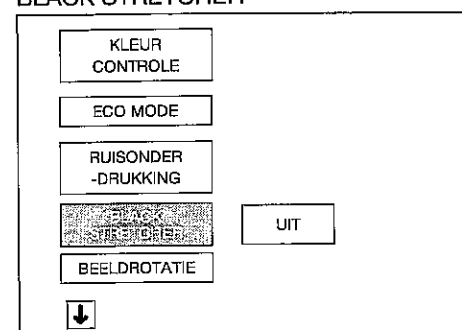 BLACK STRETCHER
KLEUR
CONTROLE
ECO MODE
RUISONDER
-DRUKKING
BLACK
STRETCHER
UIT
BEELDROTATIE